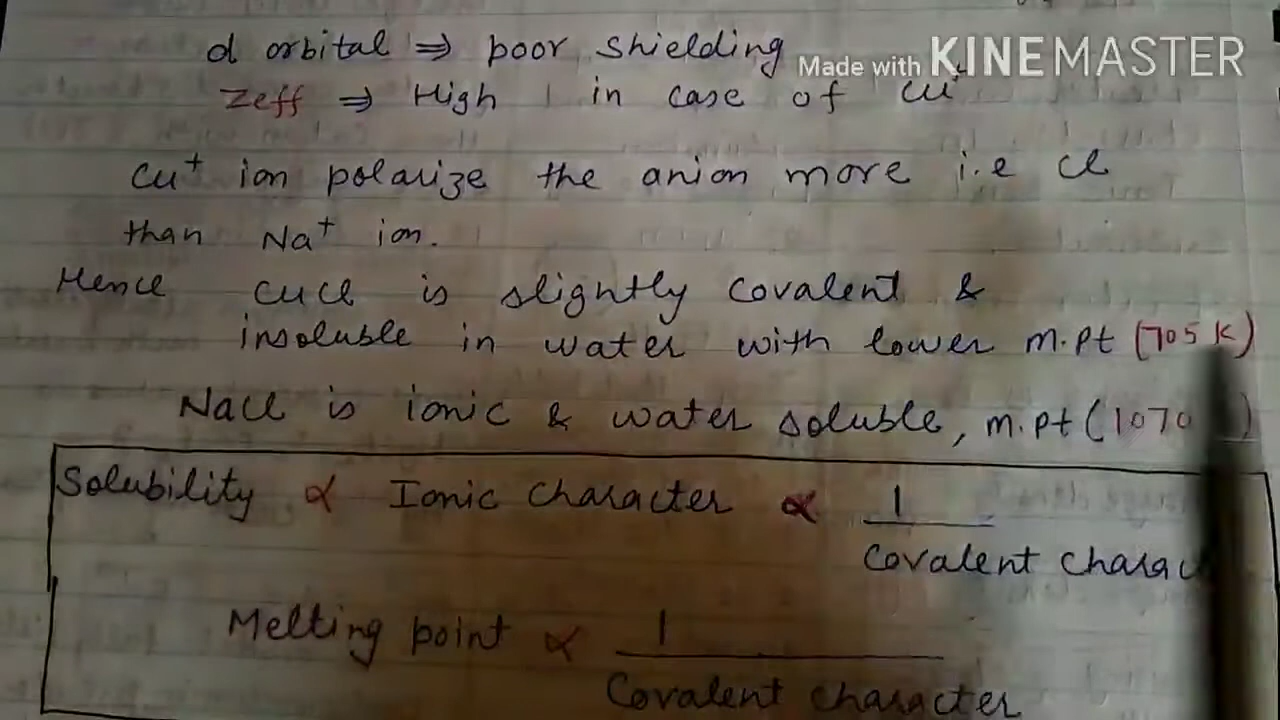 d orbital ⇒ poor shielding
Made with KINEMASTER
Zeff ⇒ High in case of Cu⁺
Cu⁺ ion polarize the anion more i.e Cl
than Na⁺ ion.
Hence CuCl is slightly covalent &
insoluble in water with lower m.pt (705 K)
NaCl is ionic & water soluble, m.pt (1070 )
Solubility ∝ Ionic character ∝ 1
Covalent charac
Melting point ∝ 1
Covalent character